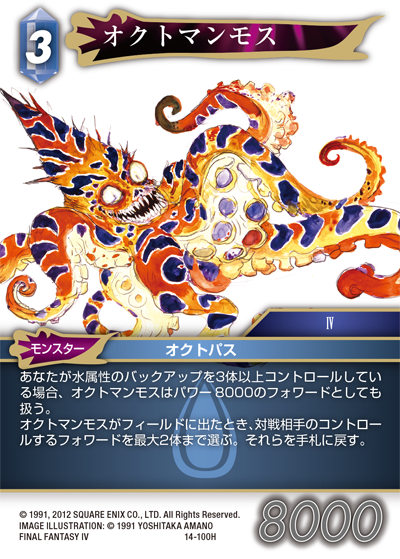 3
オクトマンモス
Ⅳ
モンスター
オクトパス
あなたが水属性のバックアップを3体以上コントロールしてい
る場合、オクトマンモスはパワー8000のフォワードとしても
扱う。
オクトマンモスがフィールドに出たとき、対戦相手のコントロー
ルするフォワードを最大2体まで選ぶ。それらを手札に戻す。
© 1991, 2012 SQUARE ENIX CO., LTD. All Rights Reserved.
IMAGE ILLUSTRATION: © 1991 YOSHITAKA AMANO
FINAL FANTASY IV
14-100H
8000